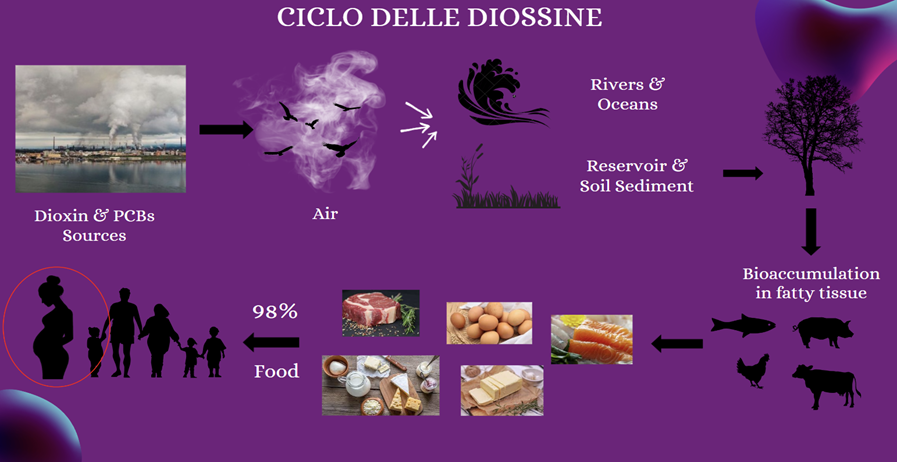 CICLO DELLE DIOSSINE
Rivers &
Oceans
Reservoir &
Soil Sediment
Air
Dioxin & PCBs
Sources
Bioaccumulation
in fatty tissue
98%
Food